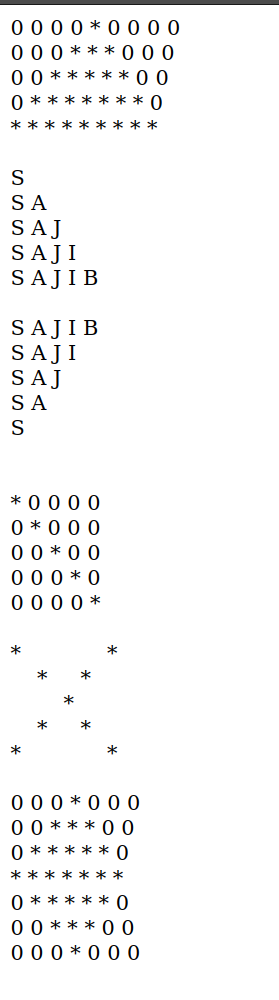 0 0 0 0 * 0 0 0 0
0 0 0 * * * 0 0 0
0 0 * * * * * 0 0
0 * * * * * * * 0
* * * * * * * * *
S
S A
S A J
S A J I
S A J I B
S A J I B
S A J I
S A J
S A
S
* 0 0 0 0
0 * 0 0 0
0 0 * 0 0
0 0 0 * 0
0 0 0 0 *
* *
* *
*
* *
* *
0 0 0 * 0 0 0
0 0 * * * 0 0
0 * * * * * 0
* * * * * * *
0 * * * * * 0
0 0 * * * 0 0
0 0 0 * 0 0 0